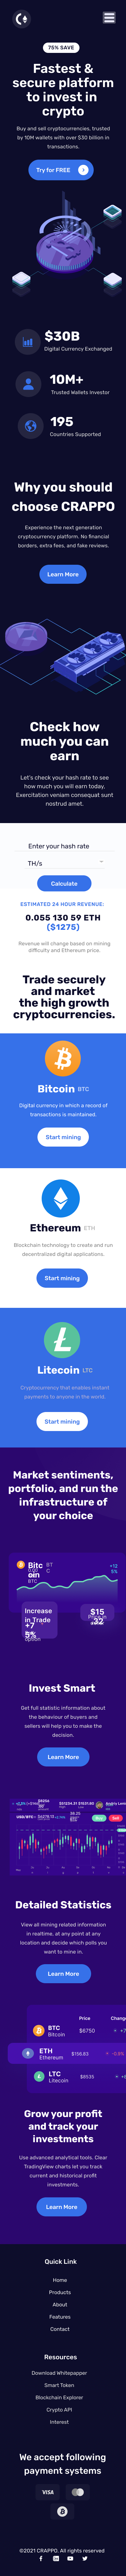 75% SAVE
Fastest &
secure platform
to invest in
crypto
Buy and sell cryptocurrencies, trusted
by 10M wallets with over $30 billion in
transactions.
Try for FREE
$30B
Digital Currency Exchanged
10M+
Trusted Wallets Investor
195
Countries Supported
Why you should
choose CRAPPO
Experience the next generation
cryptocurrency platform. No financial
borders, extra fees, and fake reviews.
Learn More
Check how
much you can
earn
Let's check your hash rate to see
how much you will earn today.
Exercitation veniam consequat sunt
nostrud amet.
Enter your hash rate
TH/s
Calculate
ESTIMATED 24 HOUR REVENUE:
0.055 130 59 ETH
($1275)
Revenue will change based on mining
difficulty and Ethereum price.
Trade securely
and market
the high growth
cryptocurrencies.
Bitcoin BTC
Digital currency in which a record of
transactions is maintained.
Start mining
Ethereum ETH
Blockchain technology to create and run
decentralized digital applications.
Start mining
Litecoin LTC
Cryptocurrency that enables instant
payments to anyone in the world.
Start mining
Market sentiments,
portfolio, and run the
infrastructure of
your choice
BTC
Increase
in Trade
+7
option
$15
32
Invest Smart
Get full statistic information about
the behaviour of buyers and
sellers will help you to make the
decision.
Learn More
Buy
Sell
Detailed Statistics
View all mining related information
in realtime, at any point at any
location and decide which polls you
want to mine in.
Learn More
Price
BTC
Bitcoin
$6750
ETH
Ethereum
LTC
Litecoin
$8535
Grow your profit
and track your
investments
Use advanced analytical tools. Clear
TradingView charts let you track
current and historical profit
investments.
Learn More
Quick Link
Home
Products
About
Features
Contact
Resources
Download Whitepapper
Smart Token
Blockchain Explorer
Crypto API
Interest
We accept following
payment systems
VISA
©2021 CRAPPO. All rights reserved